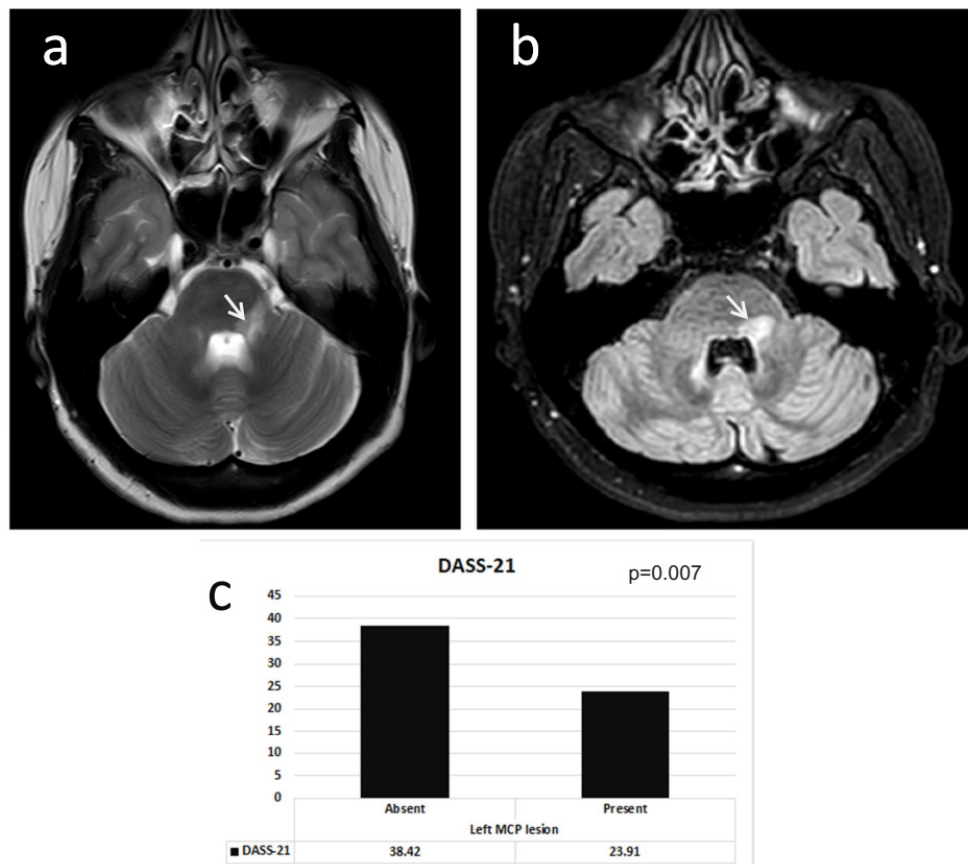 a
b
DASS-21
p=0.007
c
45
40
35
30
25
20
15
10
5
0
Absent Present
Left MCP lesion
DASS-21 38.42 23.91